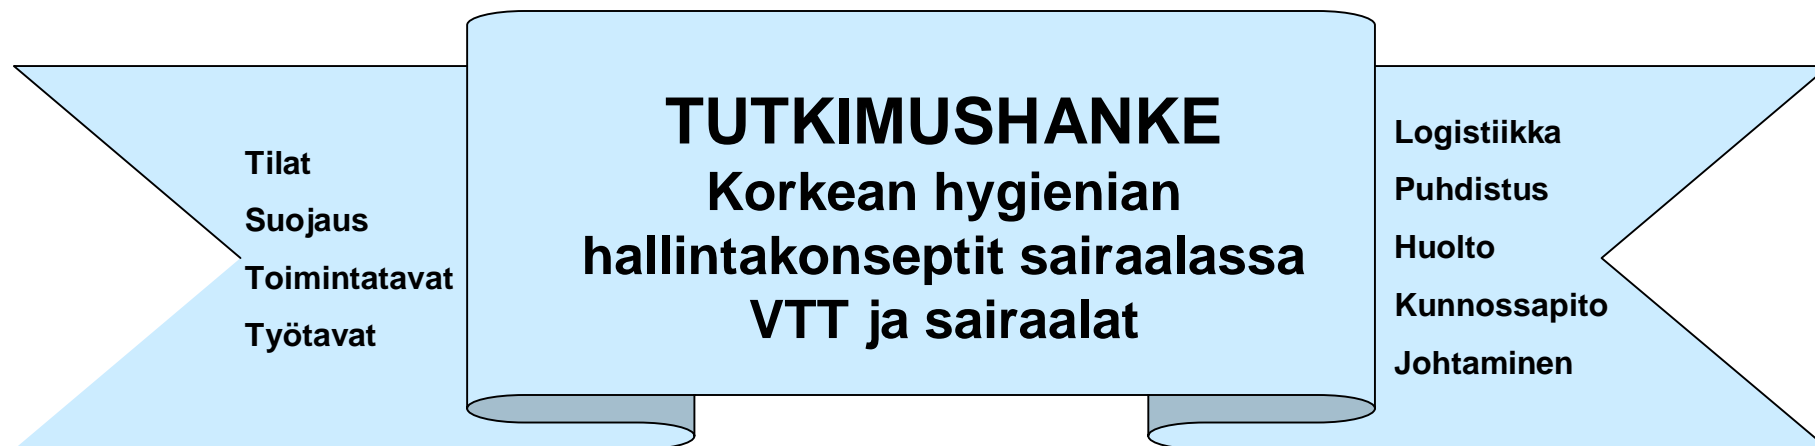 Tilat
Suojaus
Toimintatavat
Työtavat
TUTKIMUSHANKE
Korkean hygienian
hallintakonseptit sairaalassa
VTT ja sairaalat
Logistiikka
Puhdistus
Huolto
Kunnossapito
Johtaminen